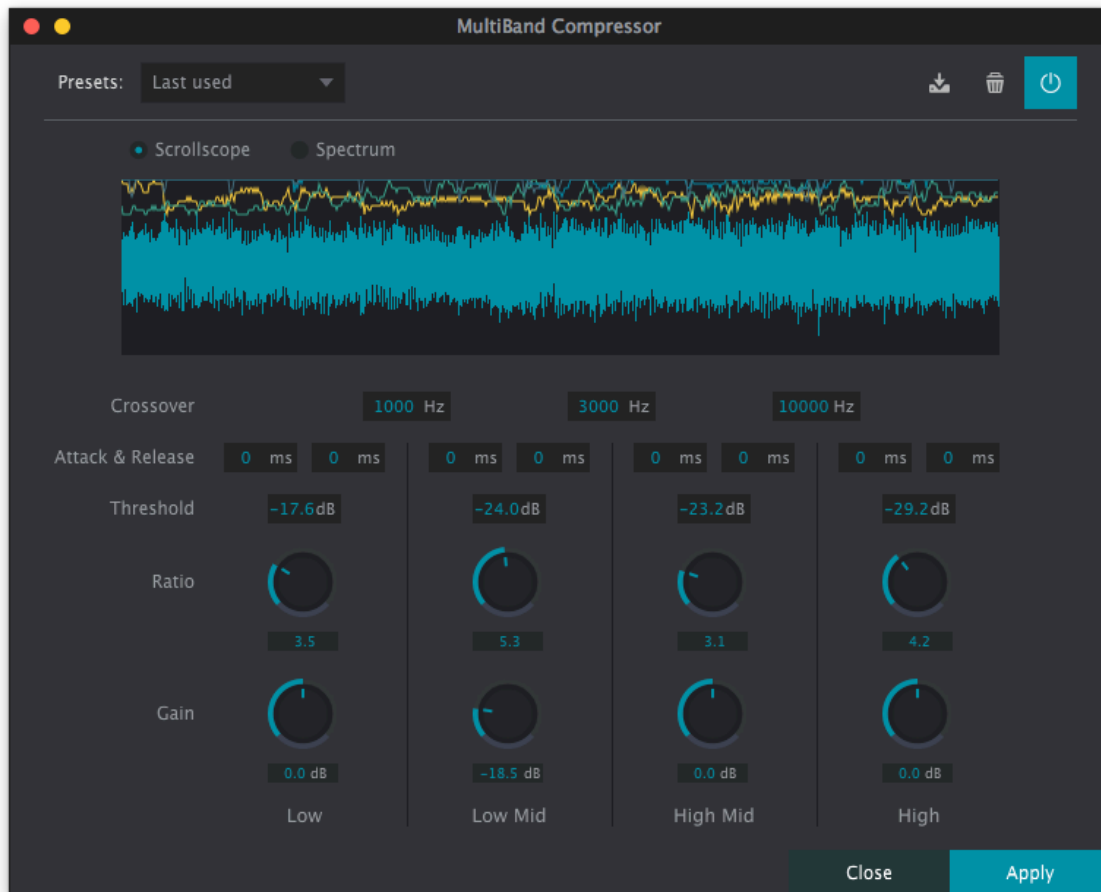 MultiBand Compressor
Presets: Last used
Scrollscope Spectrum
Crossover 1000 Hz 3000 Hz 10000 Hz
Attack & Release 0 ms 0 ms 0 ms 0 ms 0 ms 0 ms 0 ms 0 ms
Threshold -17.6dB -24.0dB -23.2dB -29.2dB
Ratio
3.5 5.3 3.1 4.2
Gain
0.0 dB -18.5 dB 0.0 dB 0.0 dB
Low Low Mid High Mid High
Close Apply